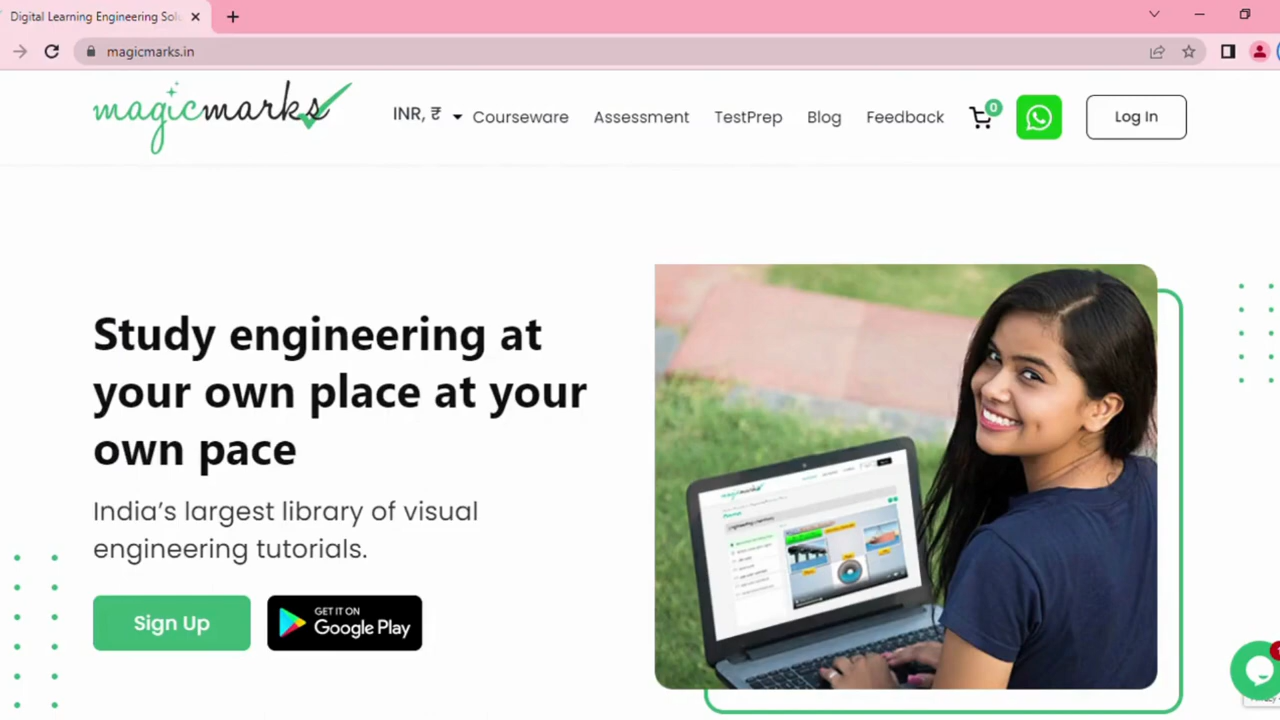 Digital Learning Engineering Sol
magicmarks.in
magicmarks
INR, ₹
Courseware
Assessment
TestPrep
Blog
Feedback
0
Log In
Study engineering at
your own place at your
own pace
India's largest library of visual
engineering tutorials.
Sign Up
GET IT ON
Google Play
magicmarks